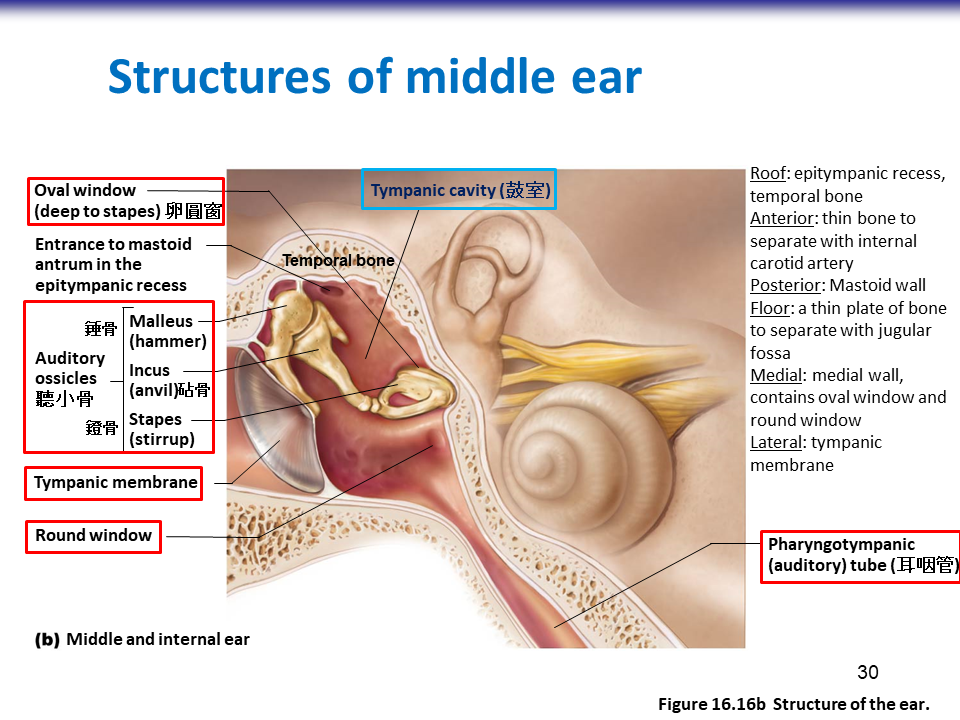 Structures of middle ear
Oval window
(deep to stapes) 卵圓窗
Entrance to mastoid
antrum in the
epitympanic recess
錘骨
Malleus
(hammer)
Auditory
ossicles
聽小骨
Incus
(anvil)砧骨
鐙骨
Stapes
(stirrup)
Tympanic membrane
Round window
Tympanic cavity (鼓室)
Temporal bone
Roof: epitympanic recess,
temporal bone
Anterior: thin bone to
separate with internal
carotid artery
Posterior: Mastoid wall
Floor: a thin plate of bone
to separate with jugular
fossa
Medial: medial wall,
contains oval window and
round window
Lateral: tympanic
membrane
Pharyngotympanic
(auditory) tube (耳咽管)
(b) Middle and internal ear
30
Figure 16.16b Structure of the ear.